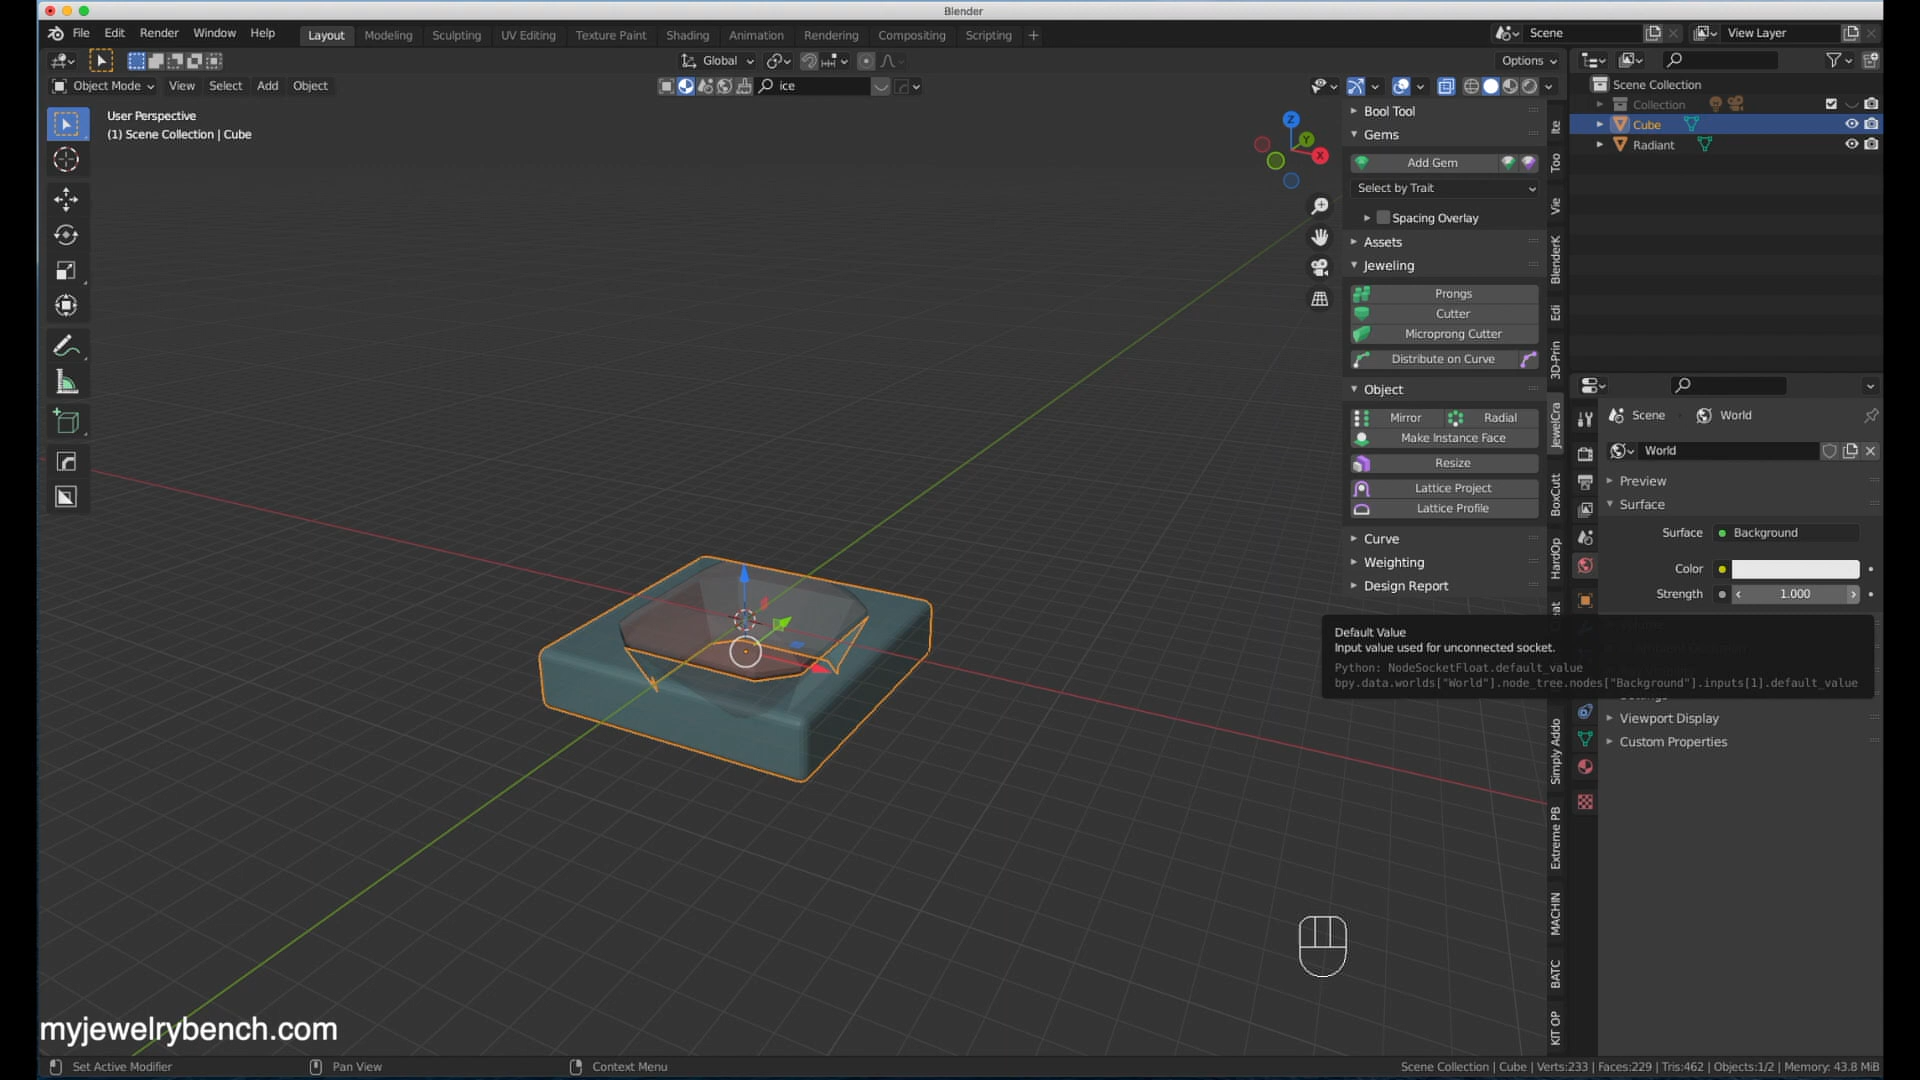 Blender
File Edit Render Window Help
Layout Modeling Sculpting UV Editing Texture Paint Shading Animation Rendering Compositing Scripting +
Scene
View Layer
Global
Options
Object Mode View Select Add Object
ice
User Perspective
(1) Scene Collection | Cube
Z
Y
X
Bool Tool
Gems
Add Gem
Select by Trait
Spacing Overlay
Assets
Jeweling
Prongs
Cutter
Microprong Cutter
Distribute on Curve
Object
Mirror Radial
Make Instance Face
Resize
Lattice Project
Lattice Profile
Curve
Weighting
Design Report
Ite
Too
Vie
BlenderK
Edi
3D-Prin
JewelCra
BoxCutt
HardOp
Simply Addo
Extreme PB
MACHIN
BATC
KIT OP
Scene Collection
Collection
Cube
Radiant
Scene World
World
Preview
Surface
Surface Background
Color
Strength 1.000
Default Value
Input value used for unconnected socket.
Python: NodeSocketFloat.default_value
bpy.data.worlds["World"].node_tree.nodes["Background"].inputs[1].default_value
Viewport Display
Custom Properties
myjewelrybench.com
Set Active Modifier
Pan View
Context Menu
Scene Collection | Cube | Verts:233 | Faces:229 | Tris:462 | Objects:1/2 | Memory: 43.8 MiB